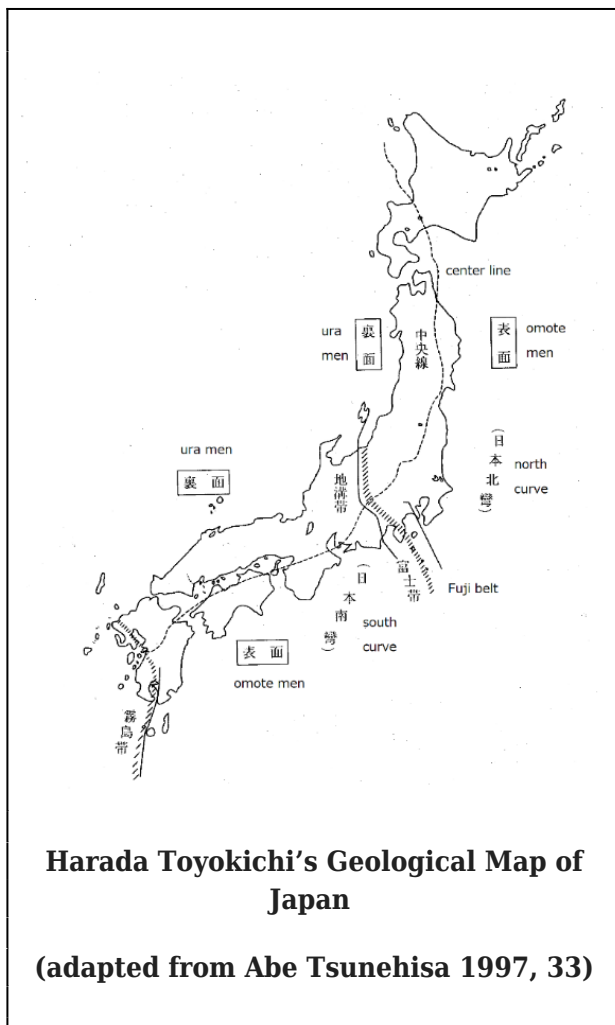 center line
ura
men
裏
面
中央線
表
面
omote
men
ura men
裏 面
地溝帯
(日本北彎)
north
curve
富士帯
Fuji belt
(日本南彎)
south
curve
表 面
omote men
霧島帯
Harada Toyokichi’s Geological Map of
Japan
(adapted from Abe Tsunehisa 1997, 33)